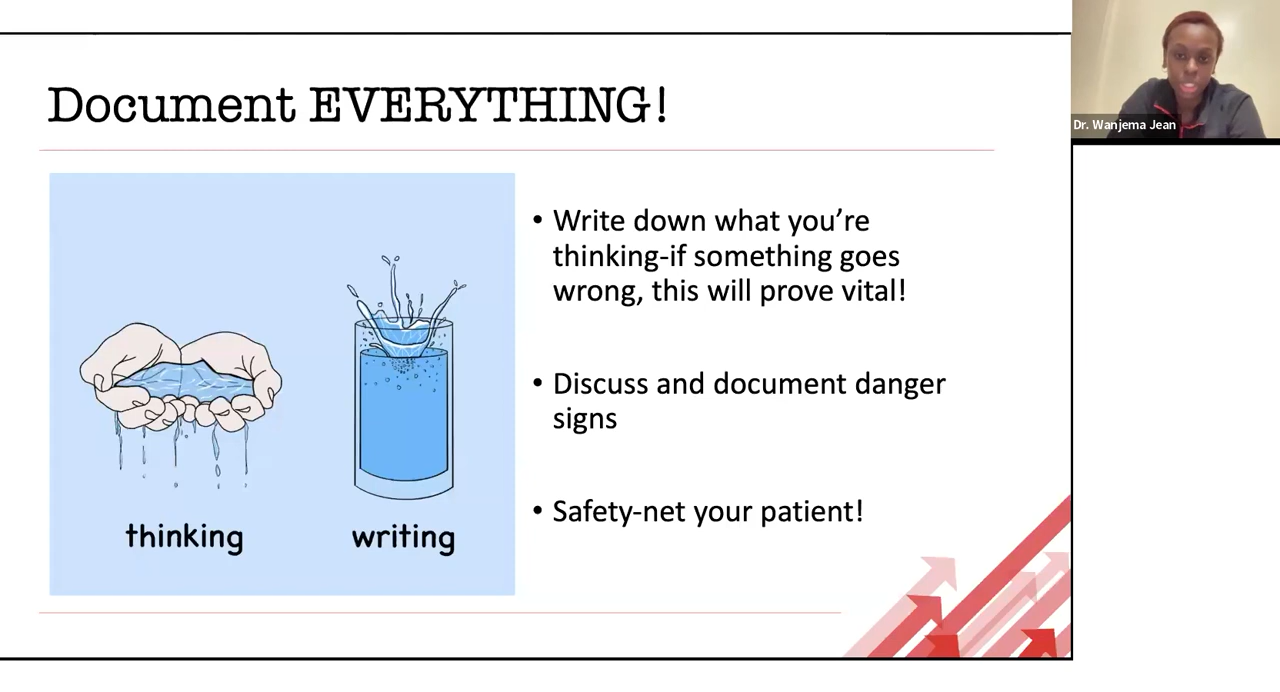 Document EVERYTHING!
Dr. Wanjema Jean
• Write down what you’re
thinking-if something goes
wrong, this will prove vital!
• Discuss and document danger
signs
• Safety-net your patient!
thinking
writing